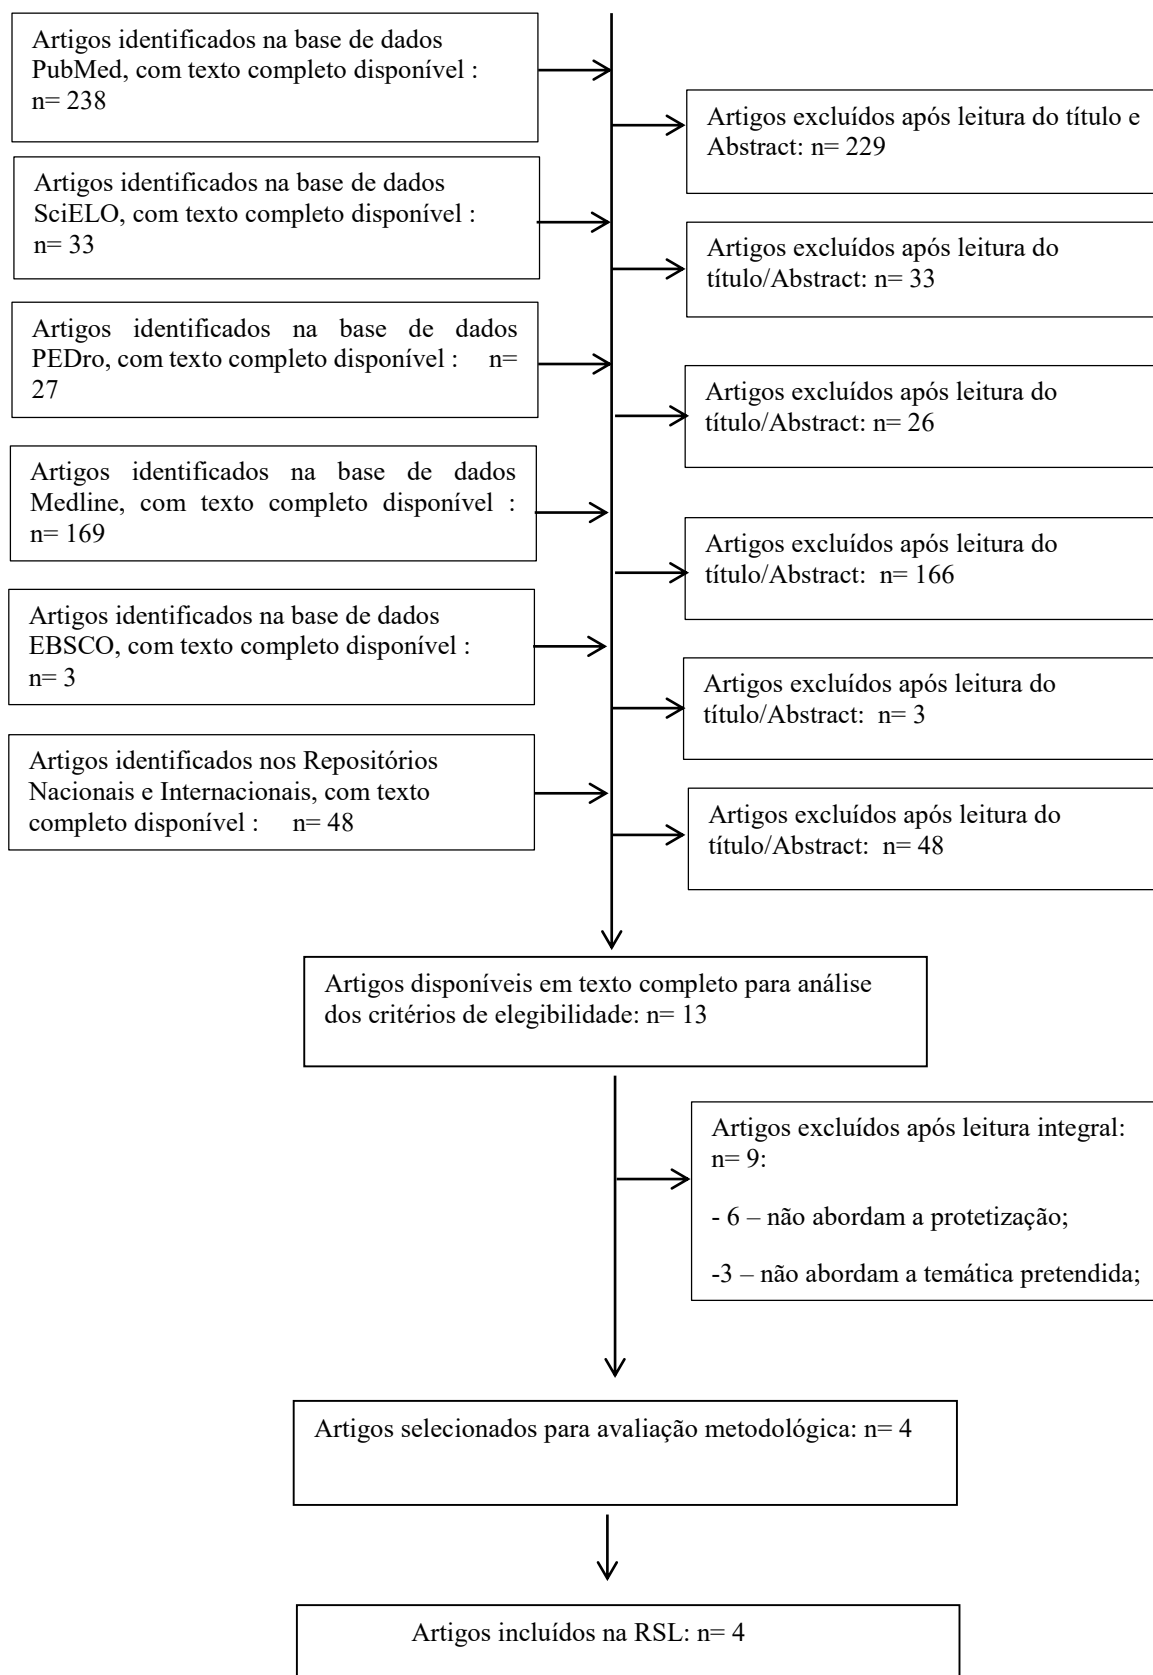 Artigos identificados na base de dados
PubMed, com texto completo disponível :
n= 238
Artigos excluídos após leitura do título e
Abstract: n= 229
Artigos identificados na base de dados
SciELO, com texto completo disponível :
n= 33
Artigos excluídos após leitura do
título/Abstract: n= 33
Artigos identificados na base de dados
PEDro, com texto completo disponível : n=
27
Artigos excluídos após leitura do
título/Abstract: n= 26
Artigos identificados na base de dados
Medline, com texto completo disponível :
n= 169
Artigos excluídos após leitura do
título/Abstract: n= 166
Artigos identificados na base de dados
EBSCO, com texto completo disponível :
n= 3
Artigos excluídos após leitura do
título/Abstract: n= 3
Artigos identificados nos Repositórios
Nacionais e Internacionais, com texto
completo disponível : n= 48
Artigos excluídos após leitura do
título/Abstract: n= 48
Artigos disponíveis em texto completo para análise
dos critérios de elegibilidade: n= 13
Artigos excluídos após leitura integral:
n= 9:
- 6 – não abordam a protetização;
-3 – não abordam a temática pretendida;
Artigos selecionados para avaliação metodológica: n= 4
Artigos incluídos na RSL: n= 4